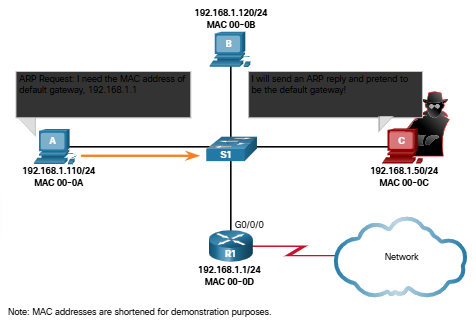 192.168.1.120/24
MAC 00-0B
B
ARP Request: I need the MAC address of
default gateway, 192.168.1.1
I will send an ARP reply and pretend to
be the default gateway!
A
S1
C
192.168.1.110/24
MAC 00-0A
192.168.1.50/24
MAC 00-0C
G0/0/0
R1
192.168.1.1/24
MAC 00-0D
Network
Note: MAC addresses are shortened for demonstration purposes.